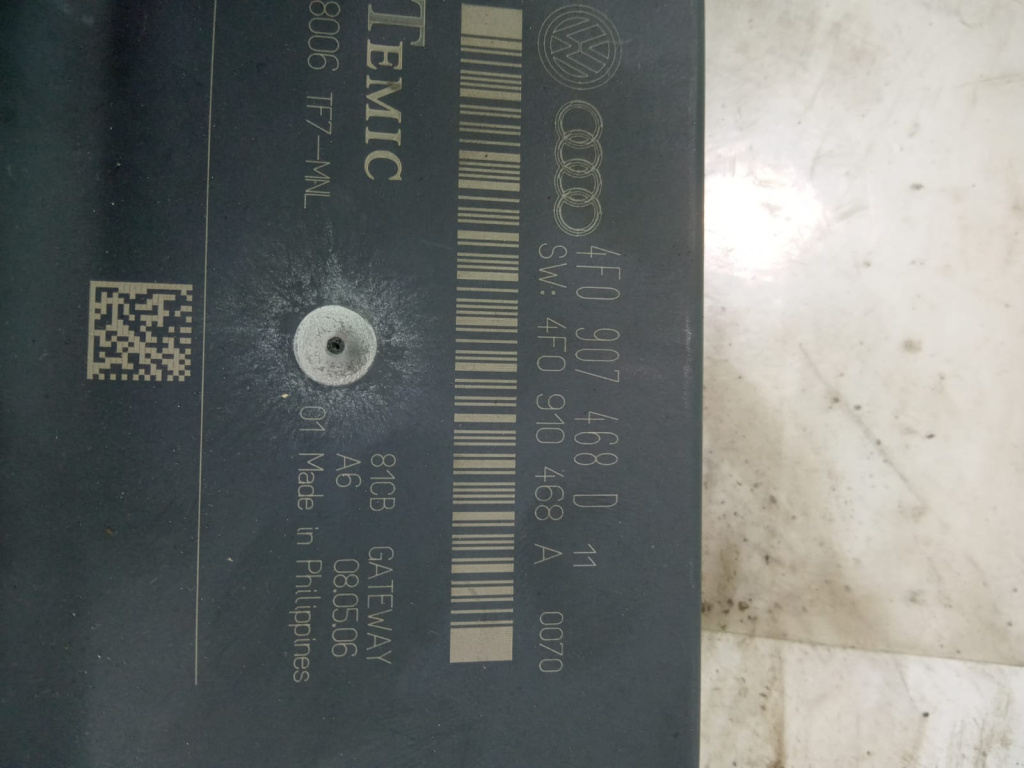 4F0 907 468 D 11
SW: 4F0 910 468 A 0070
TEMIC
81CB GATEWAY
A6 08.05.06
8006 TF7-MNL
01 Made in Philippines